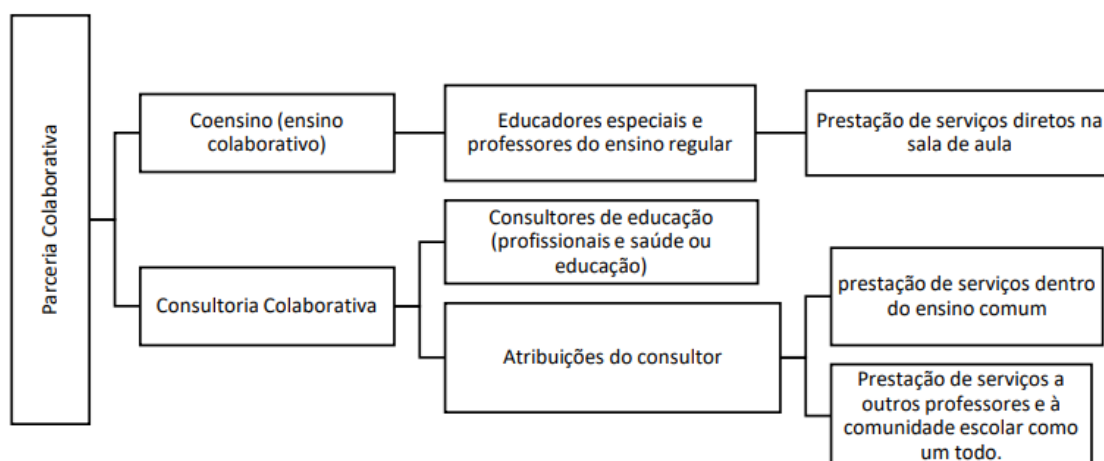 Parceria Colaborativa
Coensino (ensino
colaborativo)
Educadores especiais e
professores do ensino regular
Prestação de serviços diretos na
sala de aula
Consultoria Colaborativa
Consultores de educação
(profissionais e saúde ou
educação)
Atribuições do consultor
prestação de serviços dentro
do ensino comum
Prestação de serviços a
outros professores e à
comunidade escolar como
um todo.